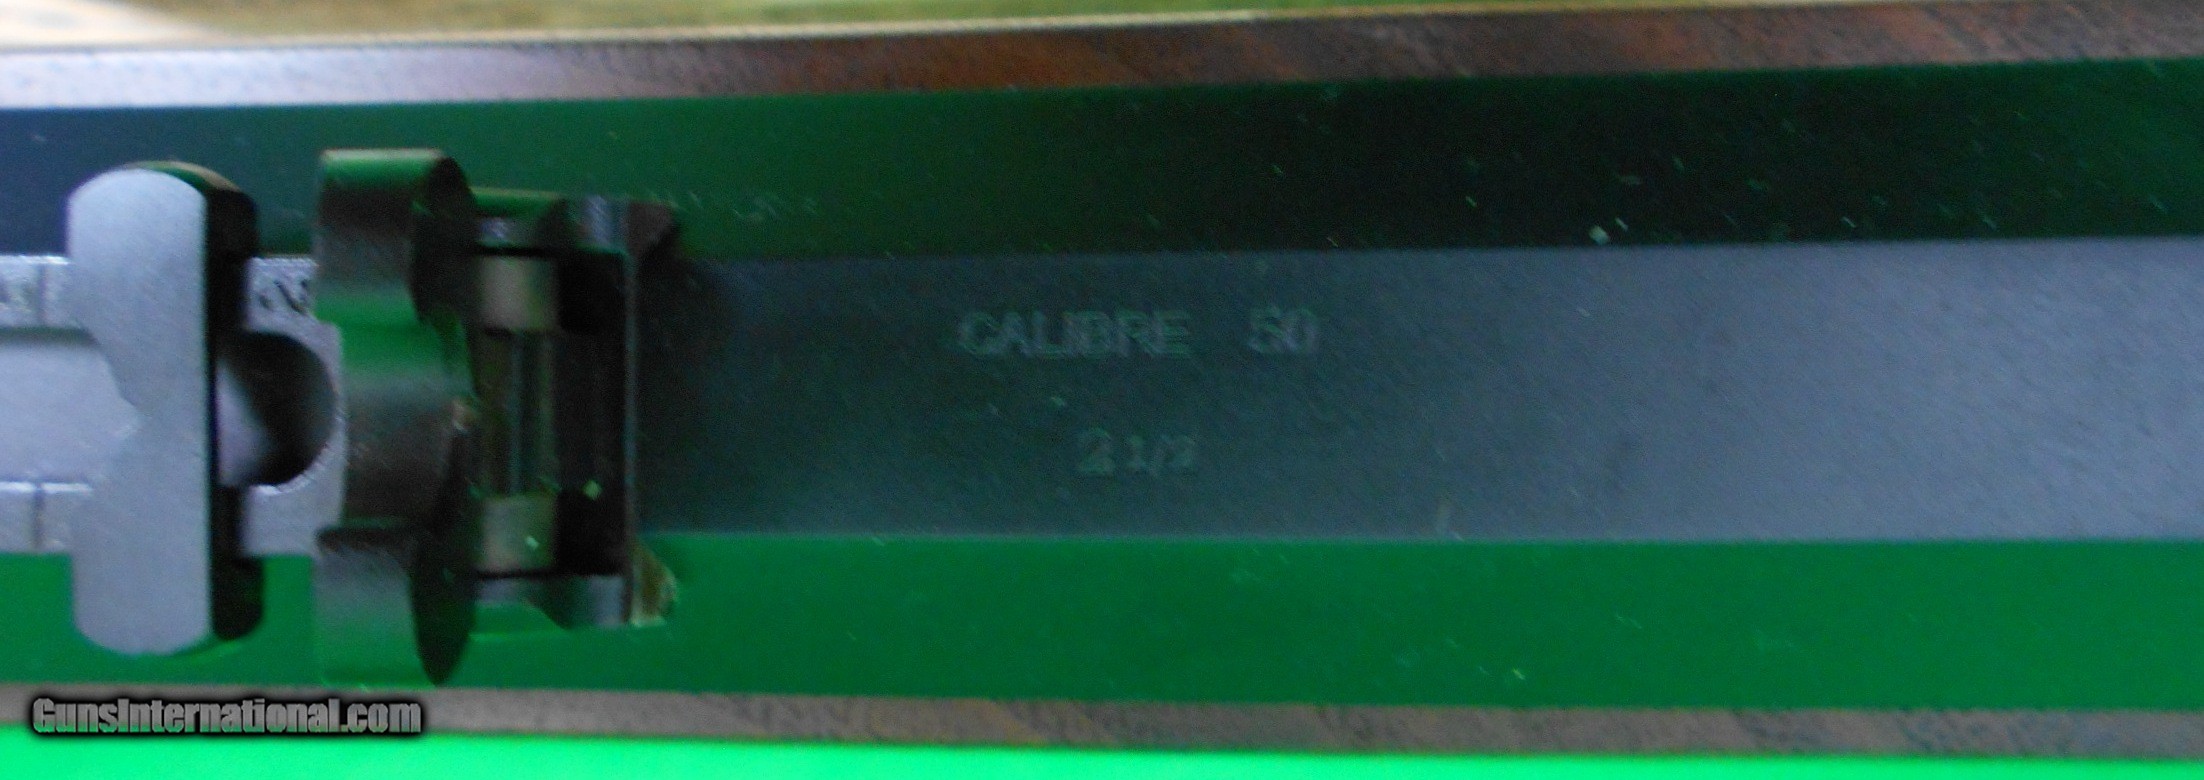 CALIBRE 50
2 1/2
GunsInternational.com